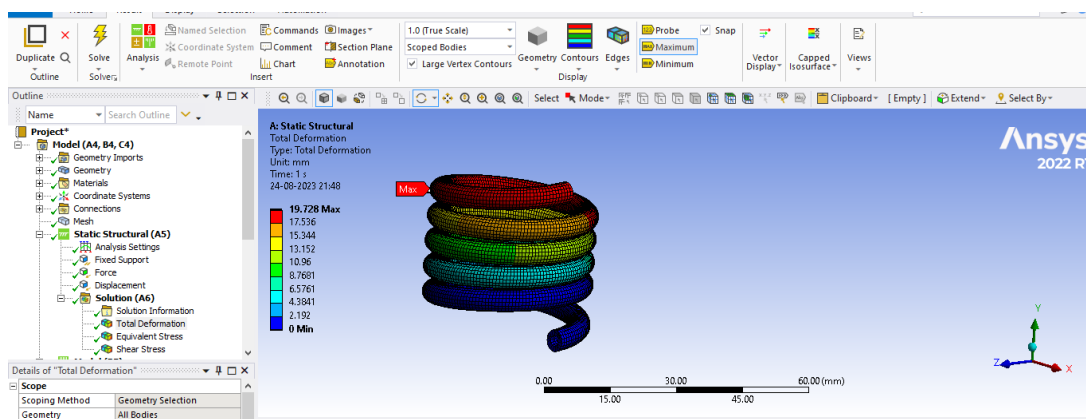 Home Result Display Selection Automation
Duplicate
Outline
Solve
Solvers
Analysis
Named Selection
Coordinate System
Remote Point
Commands
Comment
Chart
Images
Section Plane
Annotation
Insert
1.0 (True Scale)
Scoped Bodies
Large Vertex Contours
Geometry
Contours
Edges
Display
Probe
Maximum
Minimum
Snap
Vector
Display
Capped
Isosurface
Views
Outline
Name
Search Outline
Select
Mode
Clipboard
[ Empty ]
Extend
Select By
Project*
Model (A4, B4, C4)
Geometry Imports
Geometry
Materials
Coordinate Systems
Connections
Mesh
Static Structural (A5)
Analysis Settings
Fixed Support
Force
Displacement
Solution (A6)
Solution Information
Total Deformation
Equivalent Stress
Shear Stress
Details of "Total Deformation"
Scope
Scoping Method Geometry Selection
Geometry All Bodies
A: Static Structural
Total Deformation
Type: Total Deformation
Unit: mm
Time: 1 s
24-08-2023 21:48
19.728 Max
17.536
15.344
13.152
10.96
8.7681
6.5761
4.3841
2.192
0 Min
Max
Ansys
2022 R
0.00 30.00 60.00 (mm)
15.00 45.00
Y
Z
X